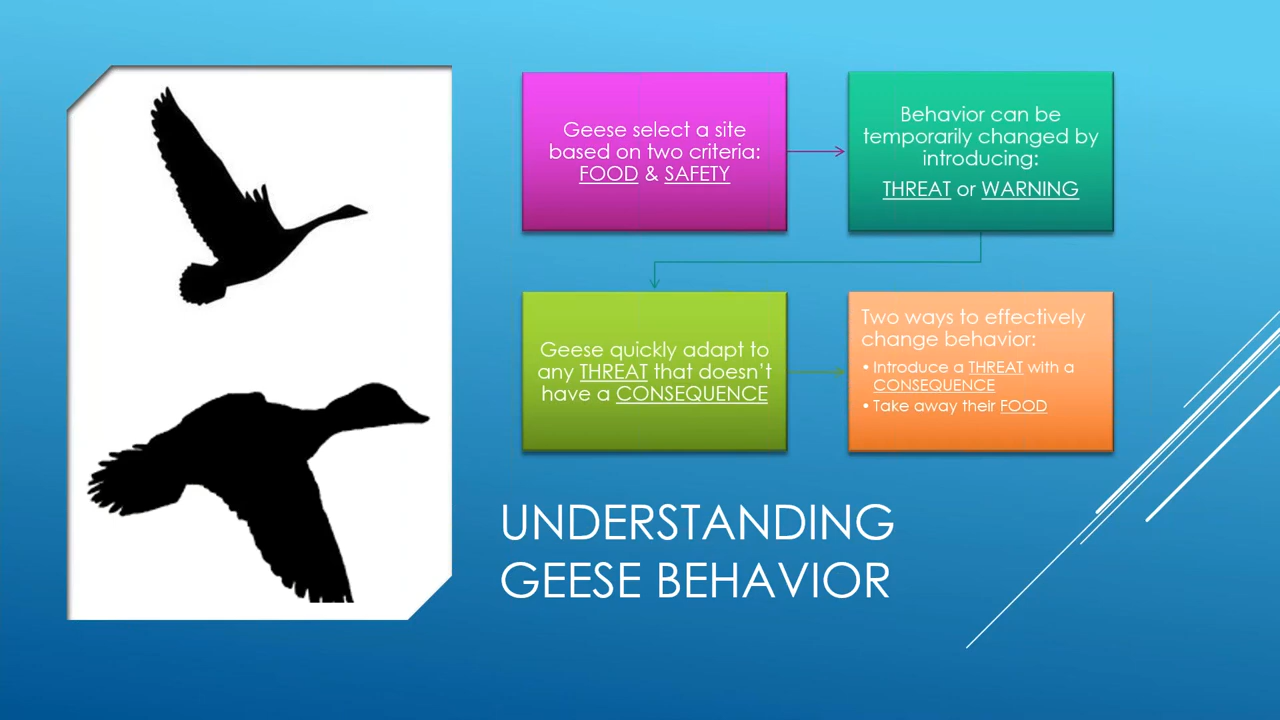 Geese select a site
based on two criteria:
FOOD & SAFETY
Behavior can be
temporarily changed by
introducing:
THREAT or WARNING
Geese quickly adapt to
any THREAT that doesn't
have a CONSEQUENCE
Two ways to effectively
change behavior:
• Introduce a THREAT with a
CONSEQUENCE
• Take away their FOOD
UNDERSTANDING
GEESE BEHAVIOR